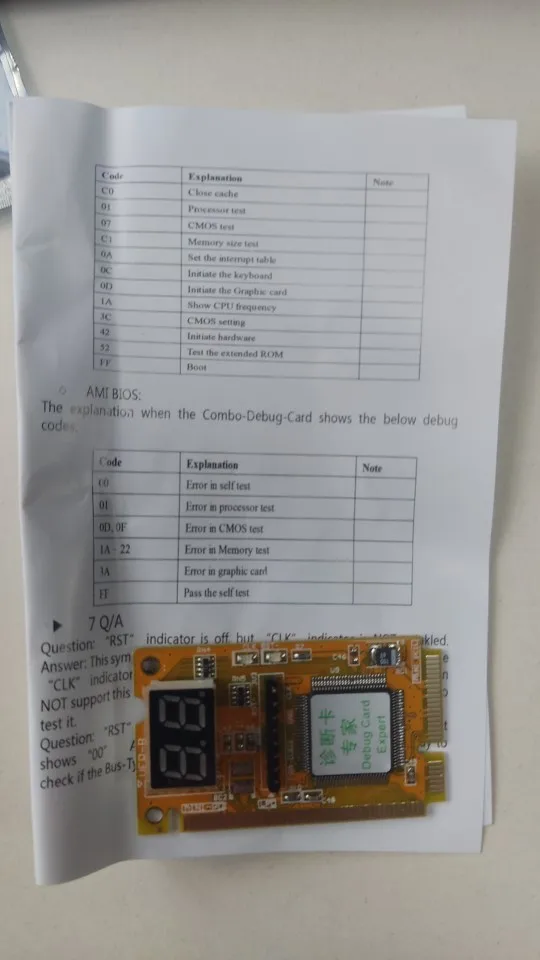 Code Explanation Note
C0 Close cache
01 Processor test
07 CMOS test
C1 Memory size test
0A Set the interrupt table
0C Initiate the keyboard
0D Initiate the Graphic card
1A Show CPU frequency
3C CMOS setting
42 Initiate hardware
52 Test the extended ROM
FF Boot
AMI BIOS:
The explanation when the Combo-Debug-Card shows the below debug
codes:
Code Explanation Note
C0 Error in self test
01 Error in processor test
0D, 0F Error in CMOS test
1A - 22 Error in Memory test
3A Error in graphic card
FF Pass the self test
7 Q/A
Question: "RST" indicator is off but "CLK"
Answer: This sym
"CLK" indicator
NOT support this
test it.
Question: "RST"
shows "00" A
check if the Bus-Ty
诊断卡
专家
Debug Card
Expert